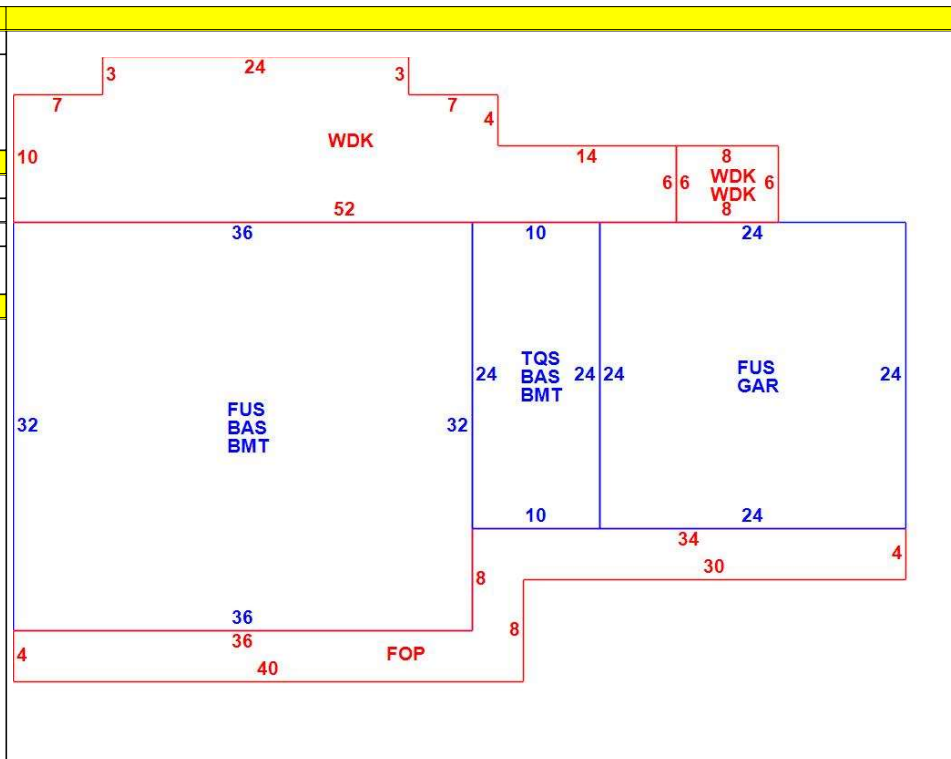 24
3 3
7 7
4
WDK
10 14 8
6 6 WDK 6
WDK
52 8
36 10 24
24 TQS 24 24 FUS 24
BAS GAR
BMT
32 FUS 32
BAS
BMT
10 24
34 4
30
8
36
36 8
4 FOP
40